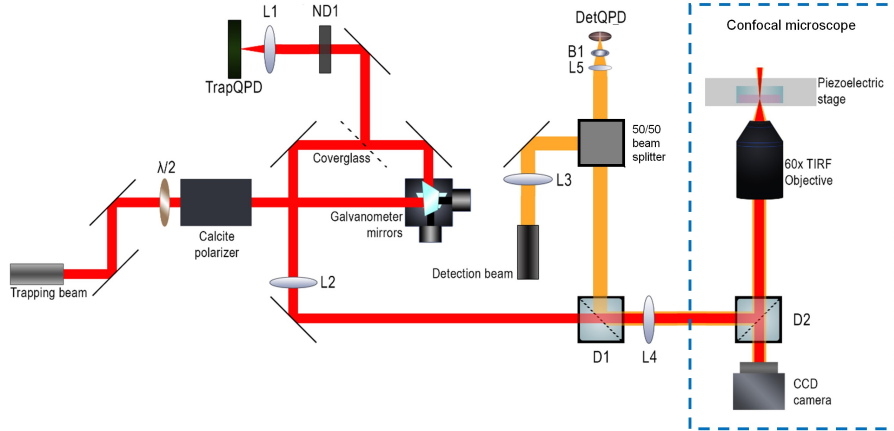 L1
ND1
TrapQPD
DetQPD
B1
L5
Confocal microscope
Piezoelectric
stage
50/50
beam
splitter
60x TIRF
Objective
Coverglass
λ/2
L3
Galvanometer
mirrors
Calcite
polarizer
Trapping beam
L2
Detection beam
D1
L4
D2
CCD
camera